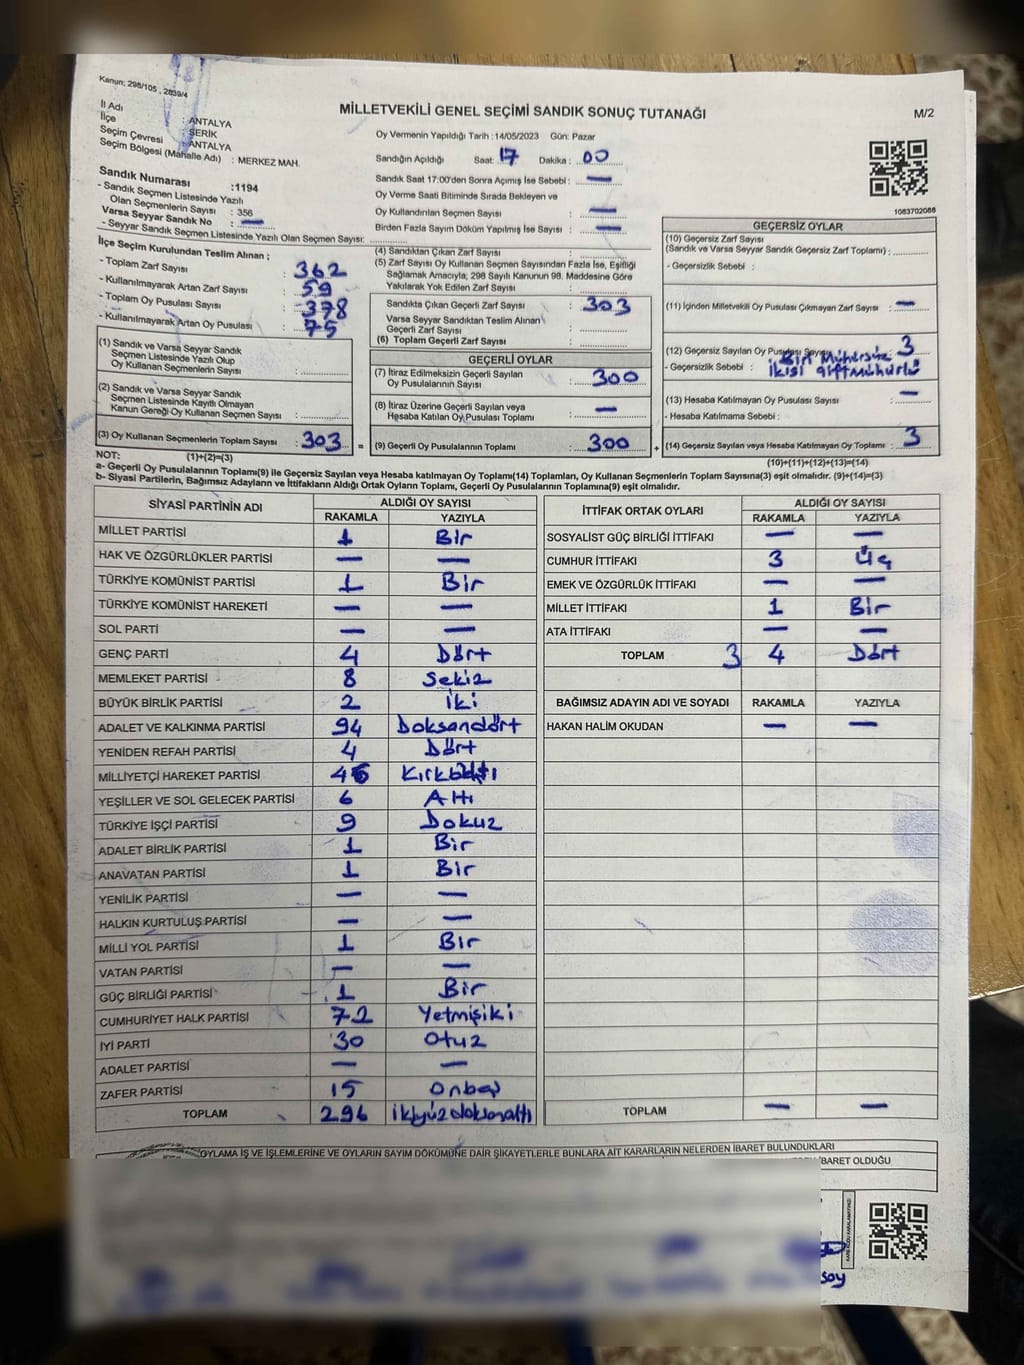 Kanun; 298/105 , 2839/4
MİLLETVEKİLİ GENEL SEÇİMİ SANDIK SONUÇ TUTANAĞI
M/2
İl Adı : ANTALYA
İlçe : SERİK
Seçim Çevresi : ANTALYA
Seçim Bölgesi (Mahalle Adı) : MERKEZ MAH.
Oy Vermenin Yapıldığı Tarih :14/05/2023 Gün: Pazar
Sandığın Açıldığı Saat: 17 Dakika : 00
Sandık Saat 17:00'den Sonra Açımış İse Sebebi : —
Oy Verme Saati Bitiminde Sırada Bekleyen ve
Oy Kullandırılan Seçmen Sayısı : —
Birden Fazla Sayım Döküm Yapılmış İse Sayısı : —
1083702088
Sandık Numarası :1194
- Sandık Seçmen Listesinde Yazılı
Olan Seçmenlerin Sayısı : 356
Varsa Seyyar Sandık No : —
- Seyyar Sandık Seçmen Listesinde Yazılı Olan Seçmen Sayısı:
İlçe Seçim Kurulundan Teslim Alınan ;
- Toplam Zarf Sayısı : 362
- Kullanılmayarak Artan Zarf Sayısı : 59
- Toplam Oy Pusulası Sayısı : 378
- Kullanılmayarak Artan Oy Pusulası : 75
(1) Sandık ve Varsa Seyyar Sandık
Seçmen Listesinde Yazılı Olup
Oy Kullanan Seçmenlerin Sayısı :
(2) Sandık ve Varsa Seyyar Sandık
Seçmen Listesinde Kayıtlı Olmayan
Kanun Gereği Oy Kullanan Seçmen Sayısı :
(3) Oy Kullanan Seçmenlerin Toplam Sayısı : 303 =
(4) Sandıktan Çıkan Zarf Sayısı :
(5) Zarf Sayısı Oy Kullanan Seçmen Sayısından Fazla İse, Eşitliği
Sağlamak Amacıyla; 298 Sayılı Kanunun 98. Maddesine Göre
Yakılarak Yok Edilen Zarf Sayısı :
Sandıkta Çıkan Geçerli Zarf Sayısı : 303
Varsa Seyyar Sandıktan Teslim Alınan
Geçerli Zarf Sayısı :
(6) Toplam Geçerli Zarf Sayısı :
GEÇERLİ OYLAR
(7) İtiraz Edilmeksizin Geçerli Sayılan
Oy Pusulalarının Sayısı : 300
(8) İtiraz Üzerine Geçerli Sayılan veya
Hesaba Katılan Oy Pusulası Toplamı : —
(9) Geçerli Oy Pusulalarının Toplamı : 300 +
GEÇERSİZ OYLAR
(10) Geçersiz Zarf Sayısı
(Sandık ve Varsa Seyyar Sandık Geçersiz Zarf Toplamı) :
- Geçersizlik Sebebi :
(11) İçinden Milletvekili Oy Pusulası Çıkmayan Zarf Sayısı : —
(12) Geçersiz Sayılan Oy Pusulası Sayısı : 3
Biri Mühürsüz
- Geçersizlik Sebebi : ikisi çift mühürlü
(13) Hesaba Katılmayan Oy Pusulası Sayısı : —
- Hesaba Katılmama Sebebi :
(14) Geçersiz Sayılan veya Hesaba Katılmayan Oy Toplamı : 3
NOT: (1)+(2)=(3)
(10)+(11)+(12)+(13)=(14)
a- Geçerli Oy Pusulalarının Toplamı(9) ile Geçersiz Sayılan veya Hesaba katılmayan Oy Toplamı(14) Toplamları, Oy Kullanan Seçmenlerin Toplam Sayısına(3) eşit olmalıdır. (9)+(14)=(3)
b- Siyasi Partilerin, Bağımsız Adayların ve İttifakların Aldığı Ortak Oyların Toplamı, Geçerli Oy Pusulalarının Toplamına(9) eşit olmalıdır.
SİYASİ PARTİNİN ADI ALDIĞI OY SAYISI
RAKAMLA YAZIYLA
MİLLET PARTİSİ 1 Bir
HAK VE ÖZGÜRLÜKLER PARTİSİ — —
TÜRKİYE KOMÜNİST PARTİSİ 1 Bir
TÜRKİYE KOMÜNİST HAREKETİ — —
SOL PARTİ — —
GENÇ PARTİ 4 Dört
MEMLEKET PARTİSİ 8 Sekiz
BÜYÜK BİRLİK PARTİSİ 2 İki
ADALET VE KALKINMA PARTİSİ 94 Doksandört
YENİDEN REFAH PARTİSİ 4 Dört
MİLLİYETÇİ HAREKET PARTİSİ 46 Kırkaltı
YEŞİLLER VE SOL GELECEK PARTİSİ 6 Altı
TÜRKİYE İŞÇİ PARTİSİ 9 Dokuz
ADALET BİRLİK PARTİSİ 1 Bir
ANAVATAN PARTİSİ 1 Bir
YENİLİK PARTİSİ — —
HALKIN KURTULUŞ PARTİSİ — —
MİLLİ YOL PARTİSİ 1 Bir
VATAN PARTİSİ — —
GÜÇ BİRLİĞİ PARTİSİ 1 Bir
CUMHURİYET HALK PARTİSİ 72 Yetmişiki
İYİ PARTİ 30 Otuz
ADALET PARTİSİ — —
ZAFER PARTİSİ 15 Onbeş
TOPLAM 296 ikiyüzdoksanaltı
İTTİFAK ORTAK OYLARI ALDIĞI OY SAYISI
RAKAMLA YAZIYLA
SOSYALİST GÜÇ BİRLİĞİ İTTİFAKI — —
CUMHUR İTTİFAKI 3 Üç
EMEK VE ÖZGÜRLÜK İTTİFAKI — —
MİLLET İTTİFAKI 1 Bir
ATA İTTİFAKI — —
TOPLAM 3 4 Dört
BAĞIMSIZ ADAYIN ADI VE SOYADI RAKAMLA YAZIYLA
HAKAN HALİM OKUDAN — —
TOPLAM — —
OYLAMA İŞ VE İŞLEMLERİNE VE OYLARIN SAYIM DÖKÜMÜNE DAİR ŞİKAYETLERLE BUNLARA AİT KARARLARIN NELERDEN İBARET BULUNDUKLARI
İBARET OLDUĞU
soy